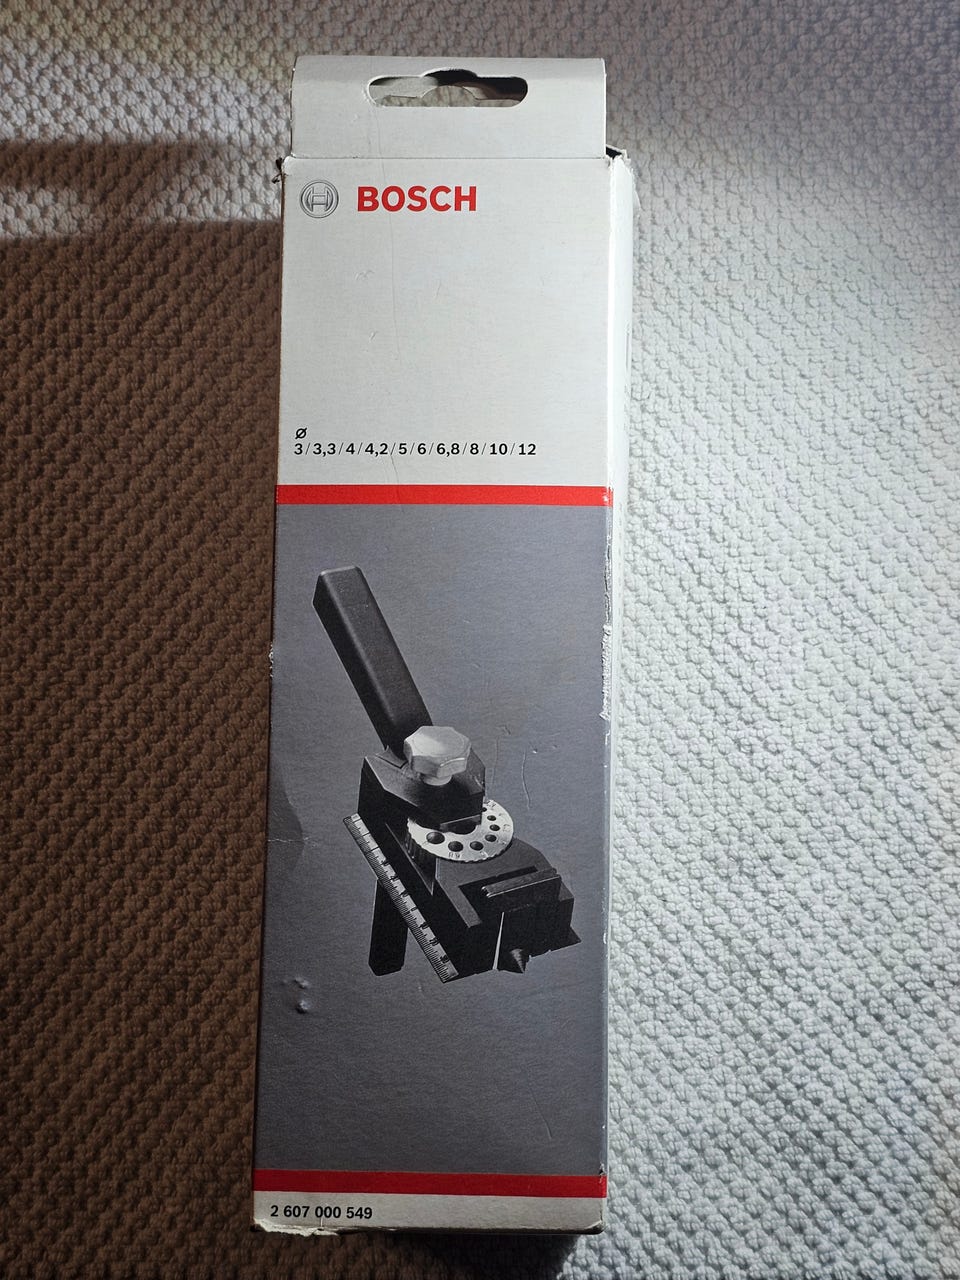 BOSCH
Ø
3/3,3/4/4,2/5/6/6,8/8/10/12
2 607 000 549